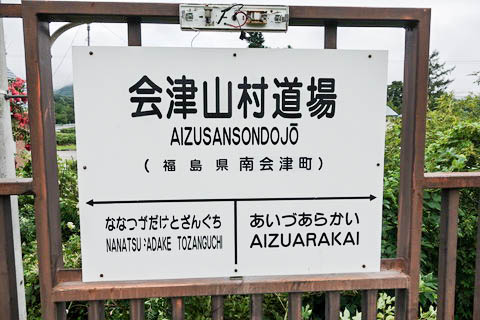 会津山村道場
AIZUSANSONDOJŌ
(福島県南会津町)
ななつがたけとざんぐち
NANATSUGADAKE TOZANGUCHI
あいづあらかい
AIZUARAKAI